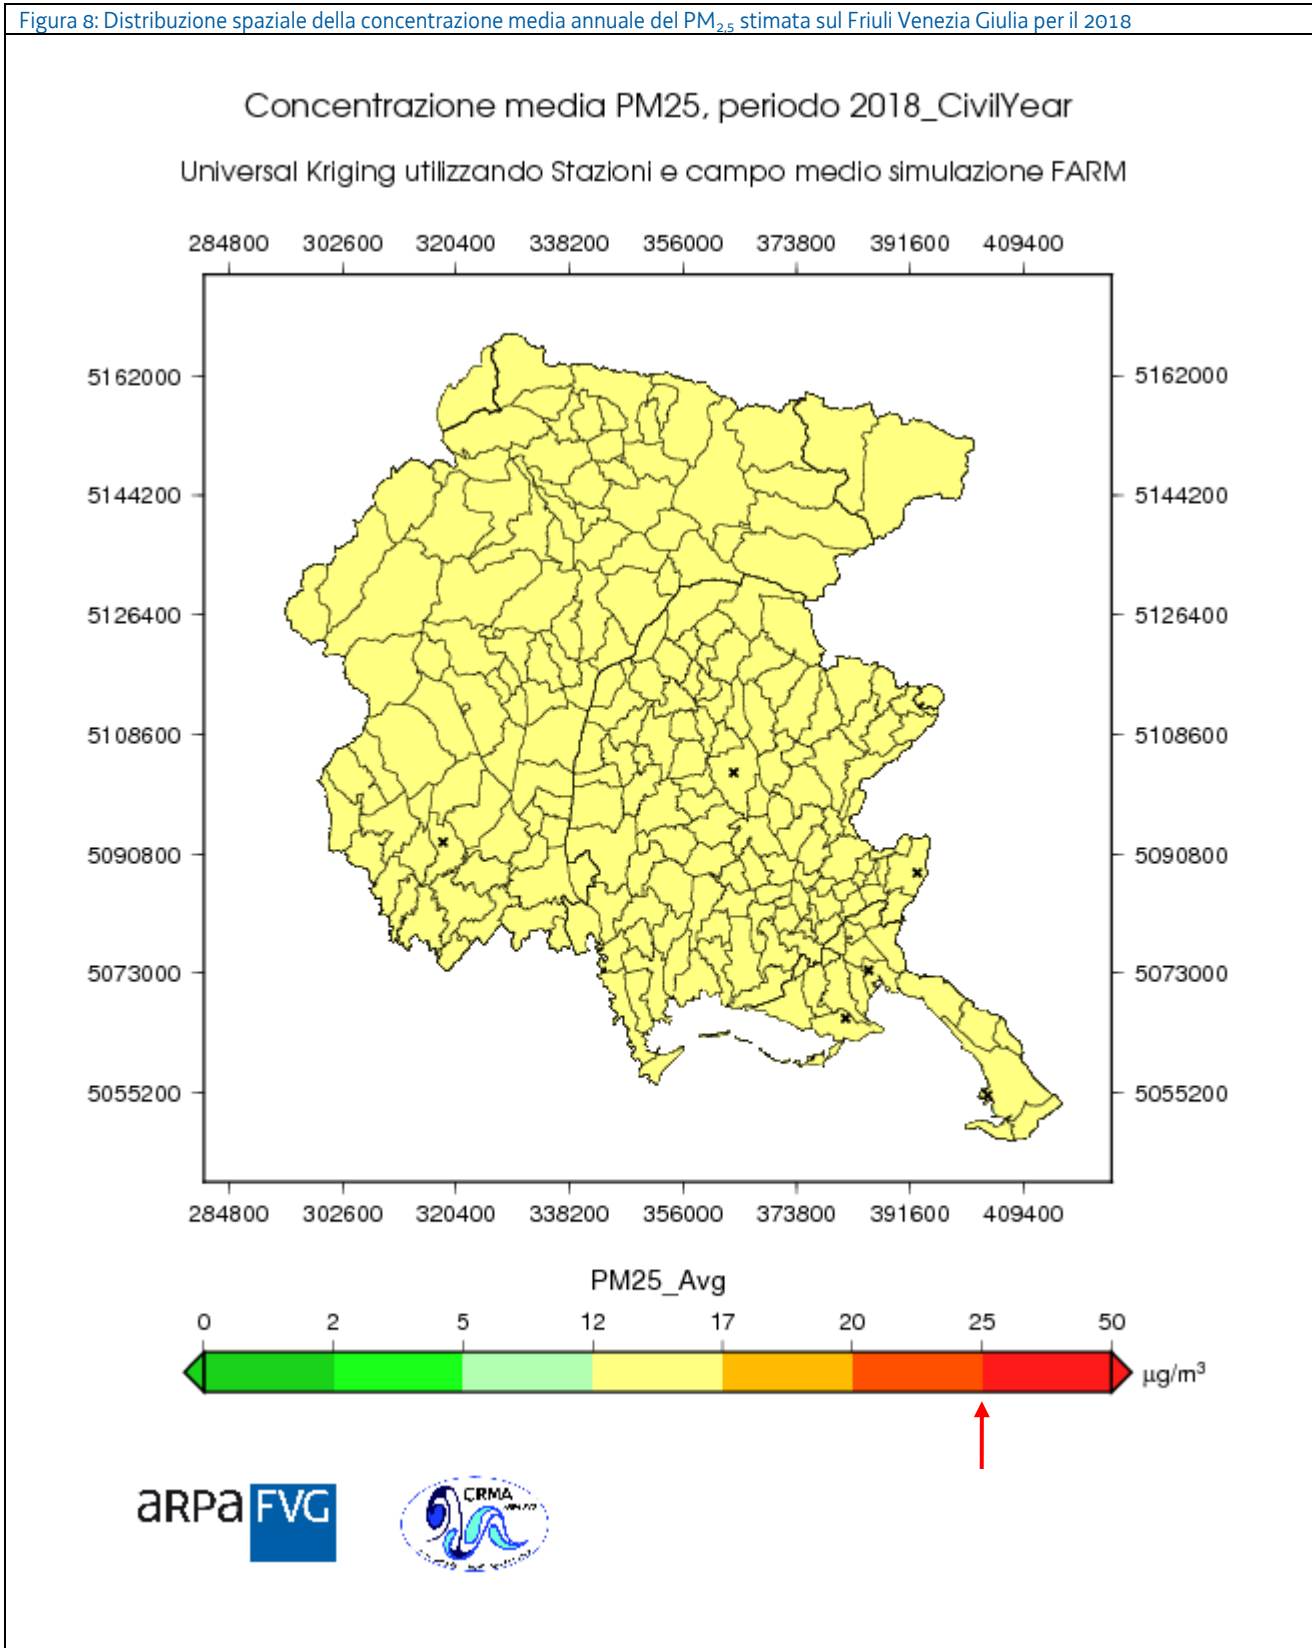 Figura 8: Distribuzione spaziale della concentrazione media annuale del PM2,5 stimata sul Friuli Venezia Giulia per il 2018
Concentrazione media PM25, periodo 2018_CivilYear
Universal Kriging utilizzando Stazioni e campo medio simulazione FARM
284800 302600 320400 338200 356000 373800 391600 409400
5162000 5162000
5144200 5144200
5126400 5126400
5108600 5108600
5090800 5090800
5073000 5073000
5055200 5055200
284800 302600 320400 338200 356000 373800 391600 409400
PM25_Avg
0 2 5 12 17 20 25 50
µg/m³
aRPa FVG
CRMA